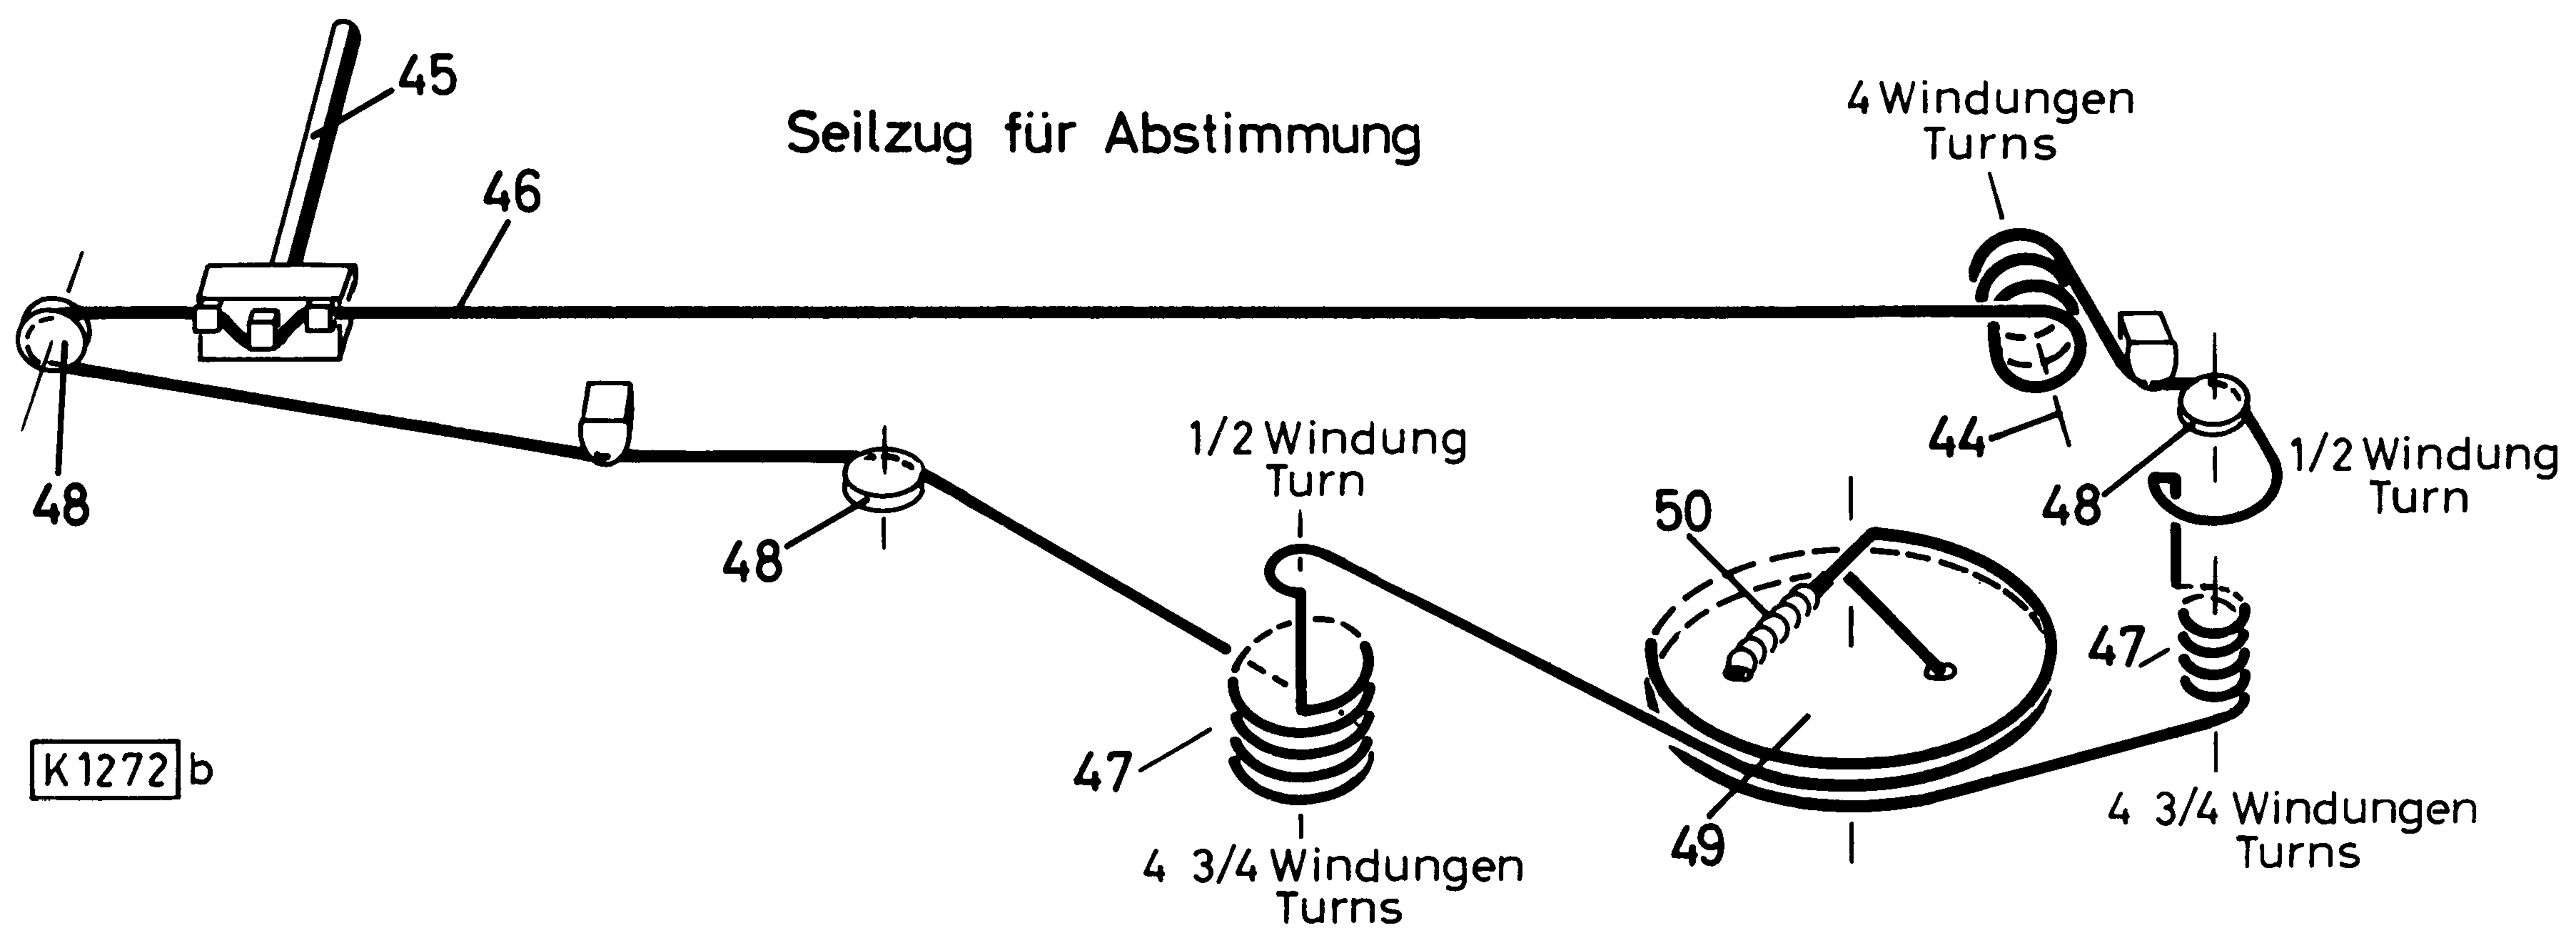 45
Seilzug für Abstimmung
4 Windungen
Turns
46
44
1/2 Windung
Turn
1/2 Windung
Turn
48
48
48
50
47
47
49
K 1272 b
4 3/4 Windungen
Turns
4 3/4 Windungen
Turns